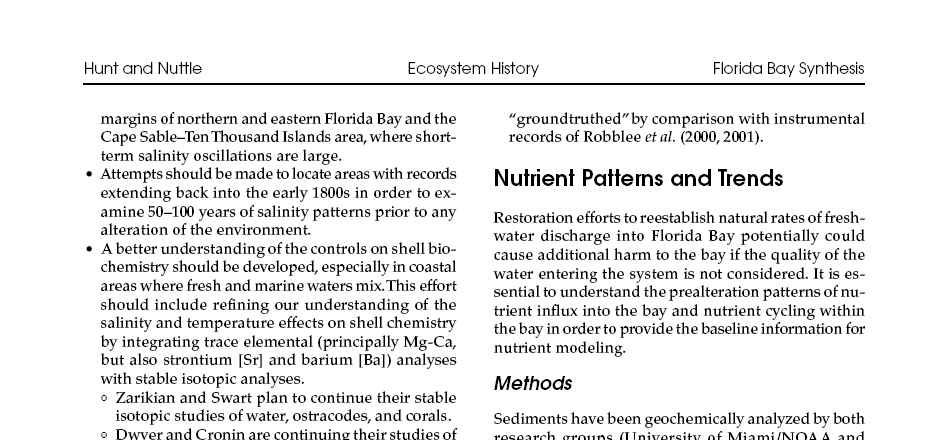 Hunt and Nuttle Ecosystem History Florida Bay Synthesis
margins of northern and eastern Florida Bay and the
Cape Sable–Ten Thousand Islands area, where short-
term salinity oscillations are large.
• Attempts should be made to locate areas with records
extending back into the early 1800s in order to ex-
amine 50–100 years of salinity patterns prior to any
alteration of the environment.
• A better understanding of the controls on shell bio-
chemistry should be developed, especially in coastal
areas where fresh and marine waters mix. This effort
should include refining our understanding of the
salinity and temperature effects on shell chemistry
by integrating trace elemental (principally Mg-Ca,
but also strontium [Sr] and barium [Ba]) analyses
with stable isotopic analyses.
◦ Zarikian and Swart plan to continue their stable
isotopic studies of water, ostracodes, and corals.
◦ Dwyer and Cronin are continuing their studies of
“groundtruthed” by comparison with instrumental
records of Robblee et al. (2000, 2001).
Nutrient Patterns and Trends
Restoration efforts to reestablish natural rates of fresh-
water discharge into Florida Bay potentially could
cause additional harm to the bay if the quality of the
water entering the system is not considered. It is es-
sential to understand the prealteration patterns of nu-
trient influx into the bay and nutrient cycling within
the bay in order to provide the baseline information for
nutrient modeling.
Methods
Sediments have been geochemically analyzed by both
research groups (University of Miami/NOAA and